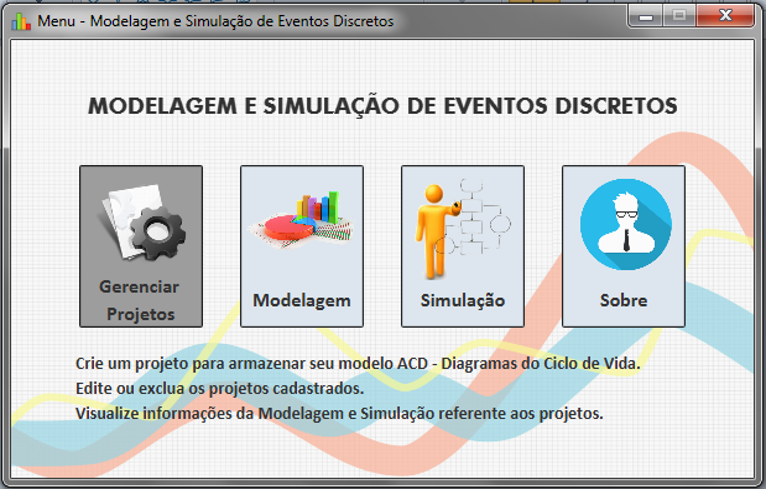 Menu - Modelagem e Simulação de Eventos Discretos
MODELAGEM E SIMULAÇÃO DE EVENTOS DISCRETOS
Gerenciar
Projetos
Modelagem
Simulação
Sobre
Crie um projeto para armazenar seu modelo ACD - Diagramas do Ciclo de Vida.
Edite ou exclua os projetos cadastrados.
Visualize informações da Modelagem e Simulação referente aos projetos.